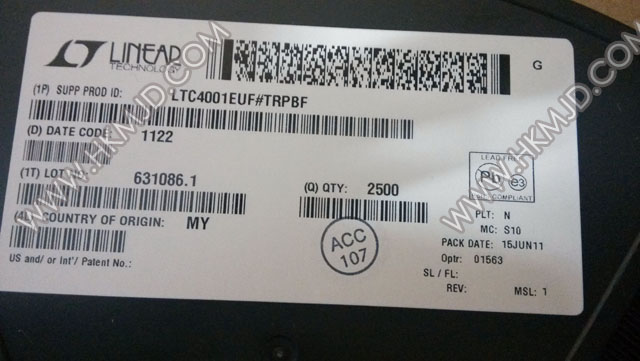 LINEAR
TECHNOLOGY
G
(1P) SUPP PROD ID: LTC4001EUF#TRPBF
(D) DATE CODE: 1122
(1T) LOT 631086.1
(Q) QTY: 2500
COUNTRY OF ORIGIN: MY
US and/ or Int'/ Patent No.:
ACC
107
LEAD FREE
Pb e3
COMPLIANT
PLT: N
MC: S10
PACK DATE: 15JUN11
Optr: 01563
SL / FL:
REV: MSL: 1
WWW.HKMJD.COM
WWW.HKMJD.COM
WWW.HKMJD.COM